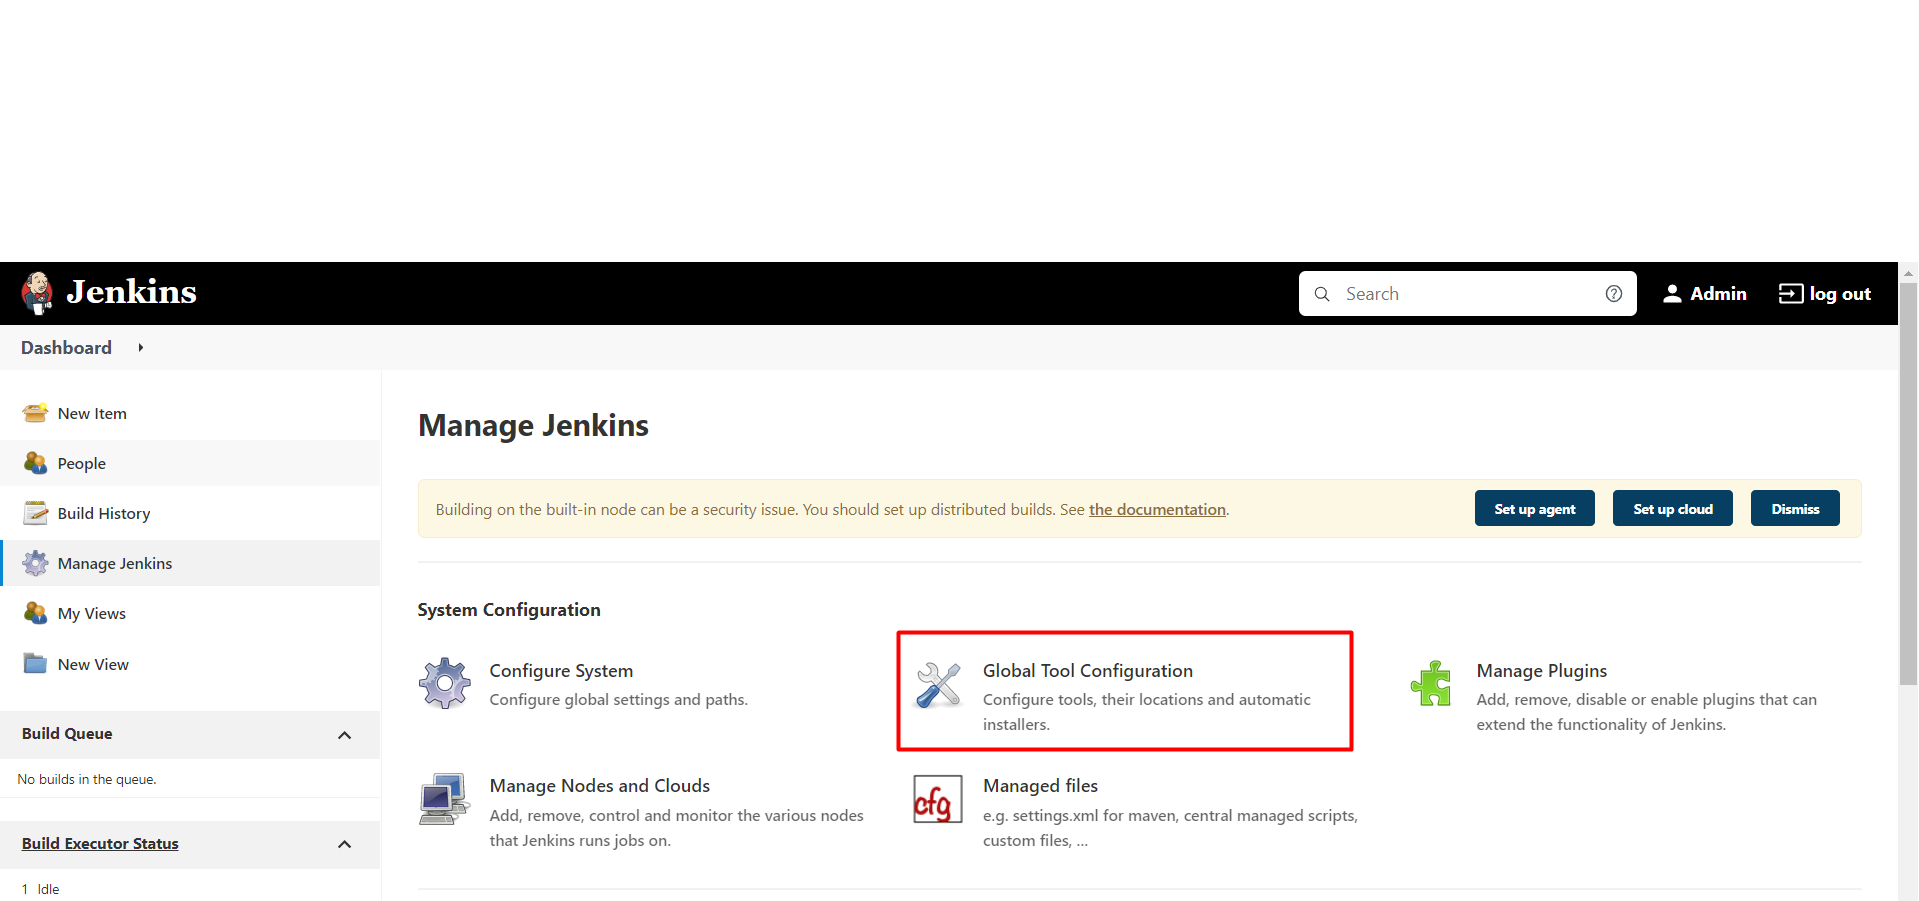 Jenkins
Search
Admin
log out
Dashboard
New Item
People
Build History
Manage Jenkins
My Views
New View
Build Queue
No builds in the queue.
Build Executor Status
1 Idle
Manage Jenkins
Building on the built-in node can be a security issue. You should set up distributed builds. See the documentation.
Set up agent
Set up cloud
Dismiss
System Configuration
Configure System
Configure global settings and paths.
Global Tool Configuration
Configure tools, their locations and automatic
installers.
Manage Plugins
Add, remove, disable or enable plugins that can
extend the functionality of Jenkins.
Manage Nodes and Clouds
Add, remove, control and monitor the various nodes
that Jenkins runs jobs on.
cfg
Managed files
e.g. settings.xml for maven, central managed scripts,
custom files, ...